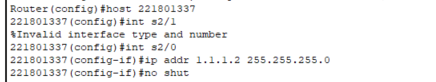 Router(config)#host 221801337
221801337(config)#int s2/1
%Invalid interface type and number
221801337(config)#int s2/0
221801337(config-if)#ip addr 1.1.1.2 255.255.255.0
221801337(config-if)#no shut